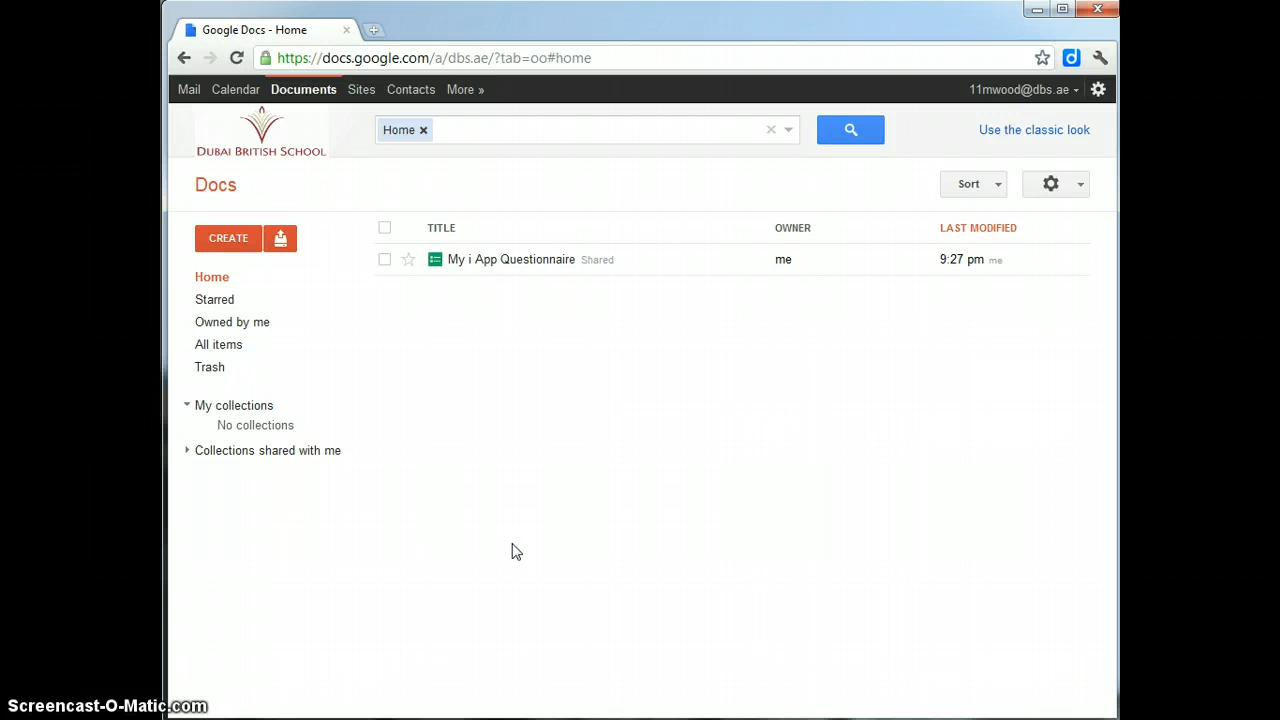 Google Docs - Home
https://docs.google.com/a/dbs.ae/?tab=oo#home
Mail Calendar Documents Sites Contacts More » 11mwood@dbs.ae
DUBAI BRITISH SCHOOL
Home Use the classic look
Docs Sort
CREATE
TITLE OWNER LAST MODIFIED
My i App Questionnaire Shared me 9:27 pm me
Home
Starred
Owned by me
All items
Trash
My collections
No collections
Collections shared with me
Screencast-O-Matic.com